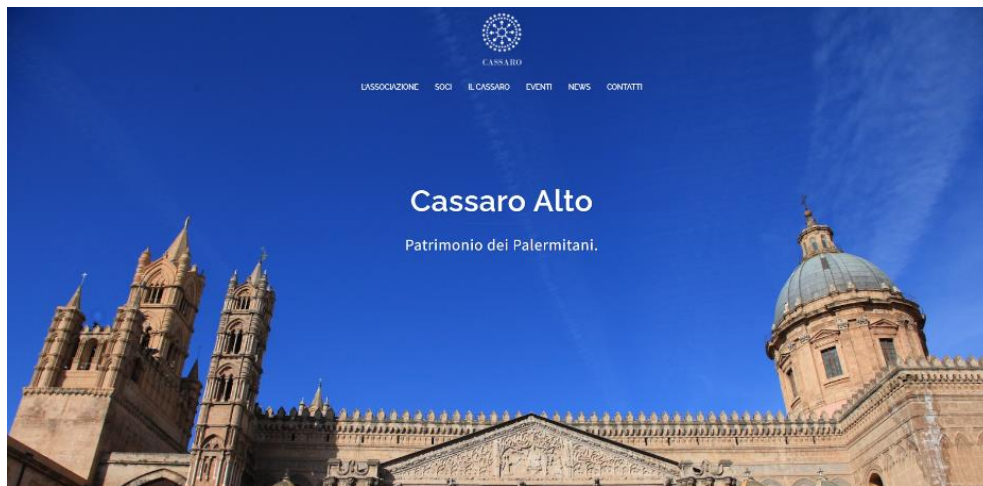 CASSARO
L'ASSOCIAZIONE SOCI IL CASSARO EVENTI NEWS CONTATTI
Cassaro Alto
Patrimonio dei Palermitani.